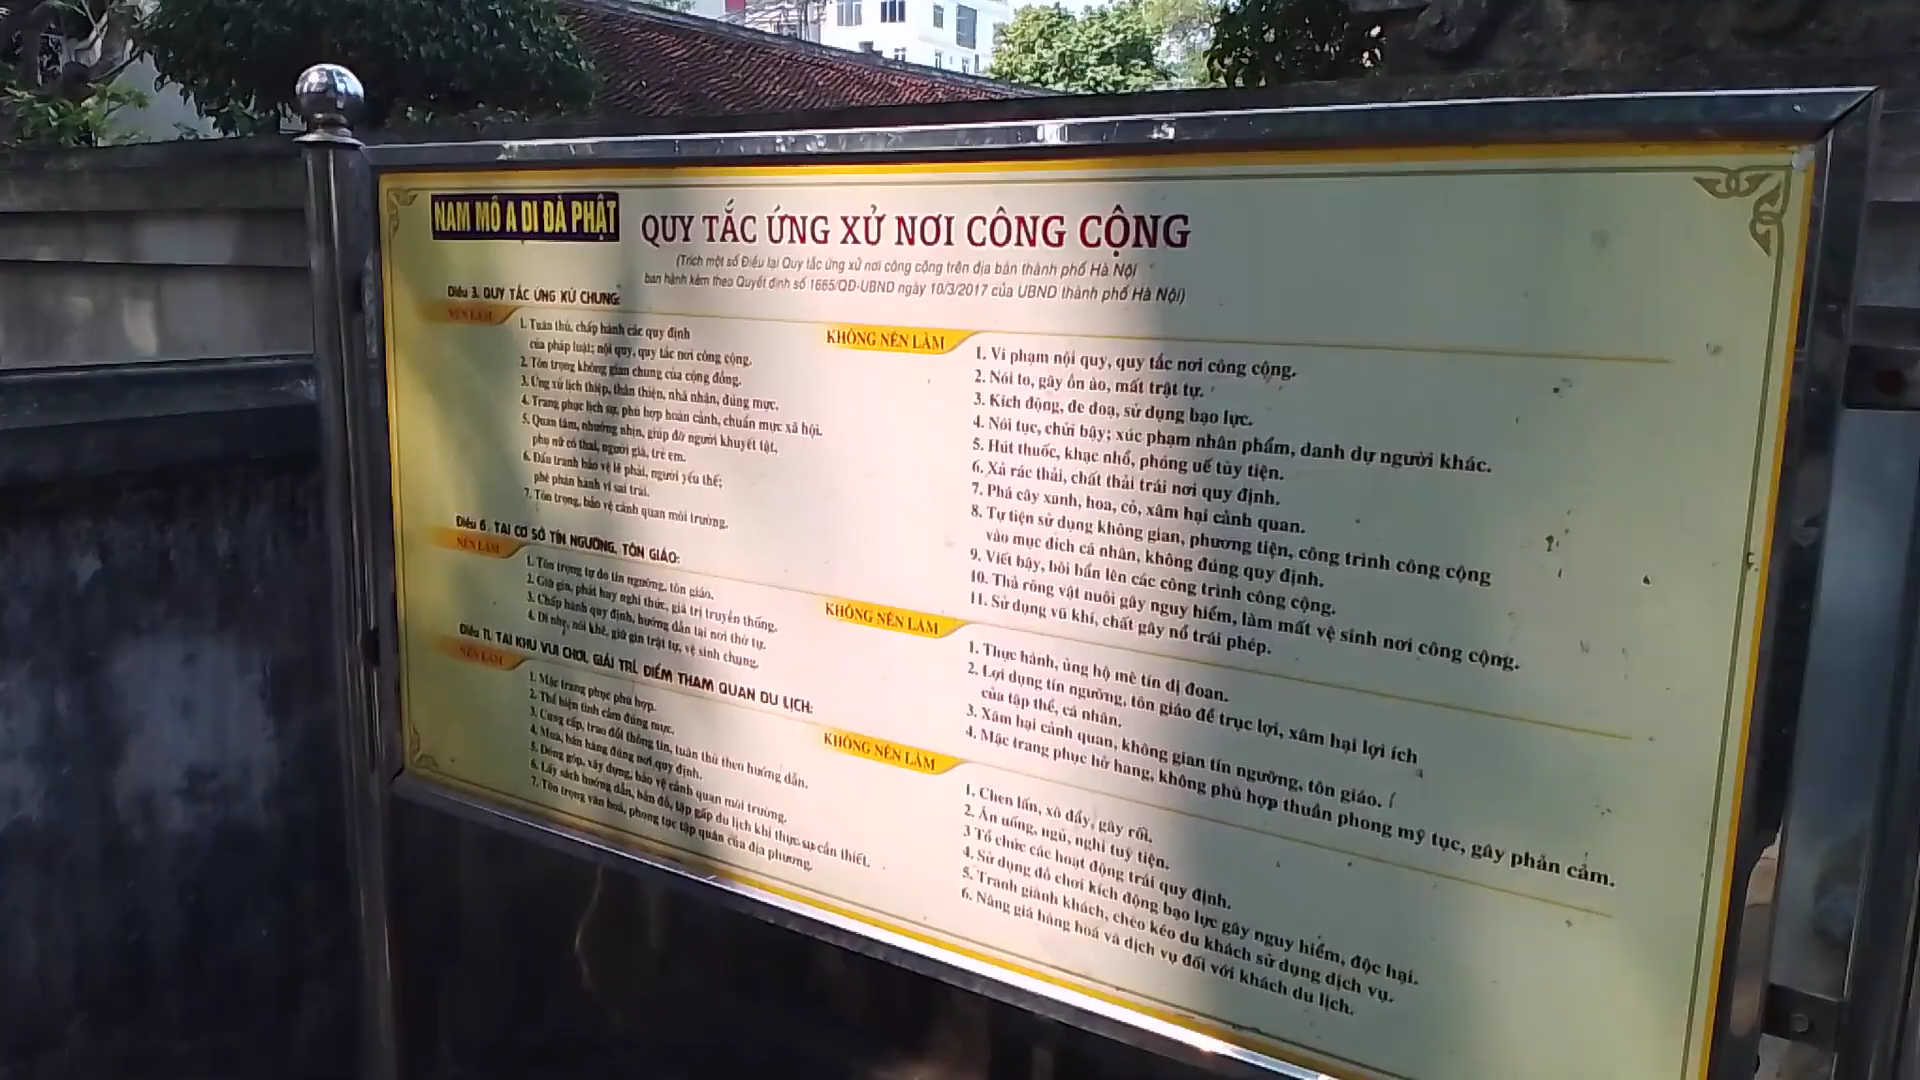 NAM MÔ A DI ĐÀ PHẬT
QUY TẮC ỨNG XỬ NƠI CÔNG CỘNG
(Trích một số Điều tại Quy tắc ứng xử nơi công cộng trên địa bàn thành phố Hà Nội
ban hành kèm theo Quyết định số 1665/QĐ-UBND ngày 10/3/2017 của UBND thành phố Hà Nội)
Điều 3. QUY TẮC ỨNG XỬ CHUNG:
NÊN LÀM
1. Tuân thủ, chấp hành các quy định
của pháp luật; nội quy, quy tắc nơi công cộng.
2. Tôn trọng không gian chung của cộng đồng.
3. Ứng xử lịch thiệp, thân thiện, nhã nhặn, đúng mực.
4. Trang phục lịch sự, phù hợp hoàn cảnh, chuẩn mực xã hội.
5. Quan tâm, nhường nhịn, giúp đỡ người khuyết tật,
phụ nữ có thai, người già, trẻ em.
6. Đấu tranh bảo vệ lẽ phải, người yếu thế;
phê phán hành vi sai trái.
7. Tôn trọng, bảo vệ cảnh quan môi trường.
KHÔNG NÊN LÀM
1. Vi phạm nội quy, quy tắc nơi công cộng.
2. Nói to, gây ồn ào, mất trật tự.
3. Kích động, đe doạ, sử dụng bạo lực.
4. Nói tục, chửi bậy; xúc phạm nhân phẩm, danh dự người khác.
5. Hút thuốc, khạc nhổ, phóng uế tùy tiện.
6. Xả rác thải, chất thải trái nơi quy định.
7. Phá cây xanh, hoa, cỏ, xâm hại cảnh quan.
8. Tự tiện sử dụng không gian, phương tiện, công trình công cộng
vào mục đích cá nhân, không đúng quy định.
9. Viết bậy, bôi bẩn lên các công trình công cộng.
10. Thả rông vật nuôi gây nguy hiểm, làm mất vệ sinh nơi công cộng.
11. Sử dụng vũ khí, chất gây nổ trái phép.
Điều 6. TẠI CƠ SỞ TÍN NGƯỠNG, TÔN GIÁO:
NÊN LÀM
1. Tôn trọng tự do tín ngưỡng, tôn giáo.
2. Giữ gìn, phát huy nghi thức, giá trị truyền thống.
3. Chấp hành quy định, hướng dẫn tại nơi thờ tự.
4. Đi nhẹ, nói khẽ, giữ gìn trật tự, vệ sinh chung.
KHÔNG NÊN LÀM
1. Thực hành, ủng hộ mê tín dị đoan.
2. Lợi dụng tín ngưỡng, tôn giáo để trục lợi, xâm hại lợi ích
của tập thể, cá nhân.
3. Xâm hại cảnh quan, không gian tín ngưỡng, tôn giáo.
4. Mặc trang phục hở hang, không phù hợp thuần phong mỹ tục, gây phản cảm.
Điều 11. TẠI KHU VUI CHƠI, GIẢI TRÍ, ĐIỂM THAM QUAN DU LỊCH:
NÊN LÀM
1. Mặc trang phục phù hợp.
2. Thể hiện tình cảm đúng mực.
3. Cung cấp, trao đổi thông tin, tuân thủ theo hướng dẫn.
4. Mua, bán hàng đúng nơi quy định.
5. Đóng góp, xây dựng, bảo vệ cảnh quan môi trường.
6. Lấy sách hướng dẫn, bản đồ, tập gấp du lịch khi thực sự cần thiết.
7. Tôn trọng văn hoá, phong tục tập quán của địa phương.
KHÔNG NÊN LÀM
1. Chen lấn, xô đẩy, gây rối.
2. Ăn uống, ngủ, nghỉ tuỳ tiện.
3 Tổ chức các hoạt động trái quy định.
4. Sử dụng đồ chơi kích động bạo lực gây nguy hiểm, độc hại.
5. Tranh giành khách, chèo kéo du khách sử dụng dịch vụ.
6. Nâng giá hàng hoá và dịch vụ đối với khách du lịch.